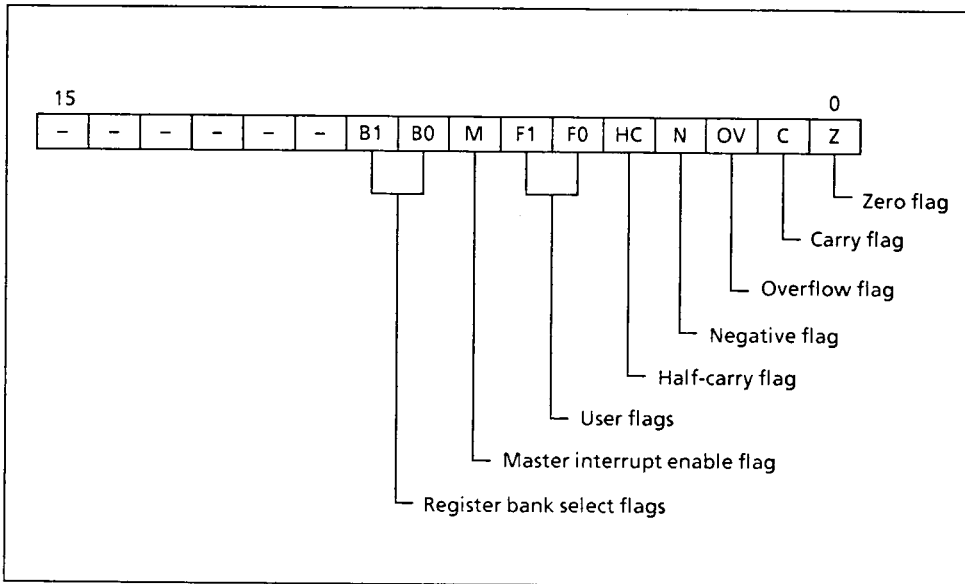 15 0
– – – – – – B1 B0 M F1 F0 HC N OV C Z
Zero flag
Carry flag
Overflow flag
Negative flag
Half-carry flag
User flags
Master interrupt enable flag
Register bank select flags